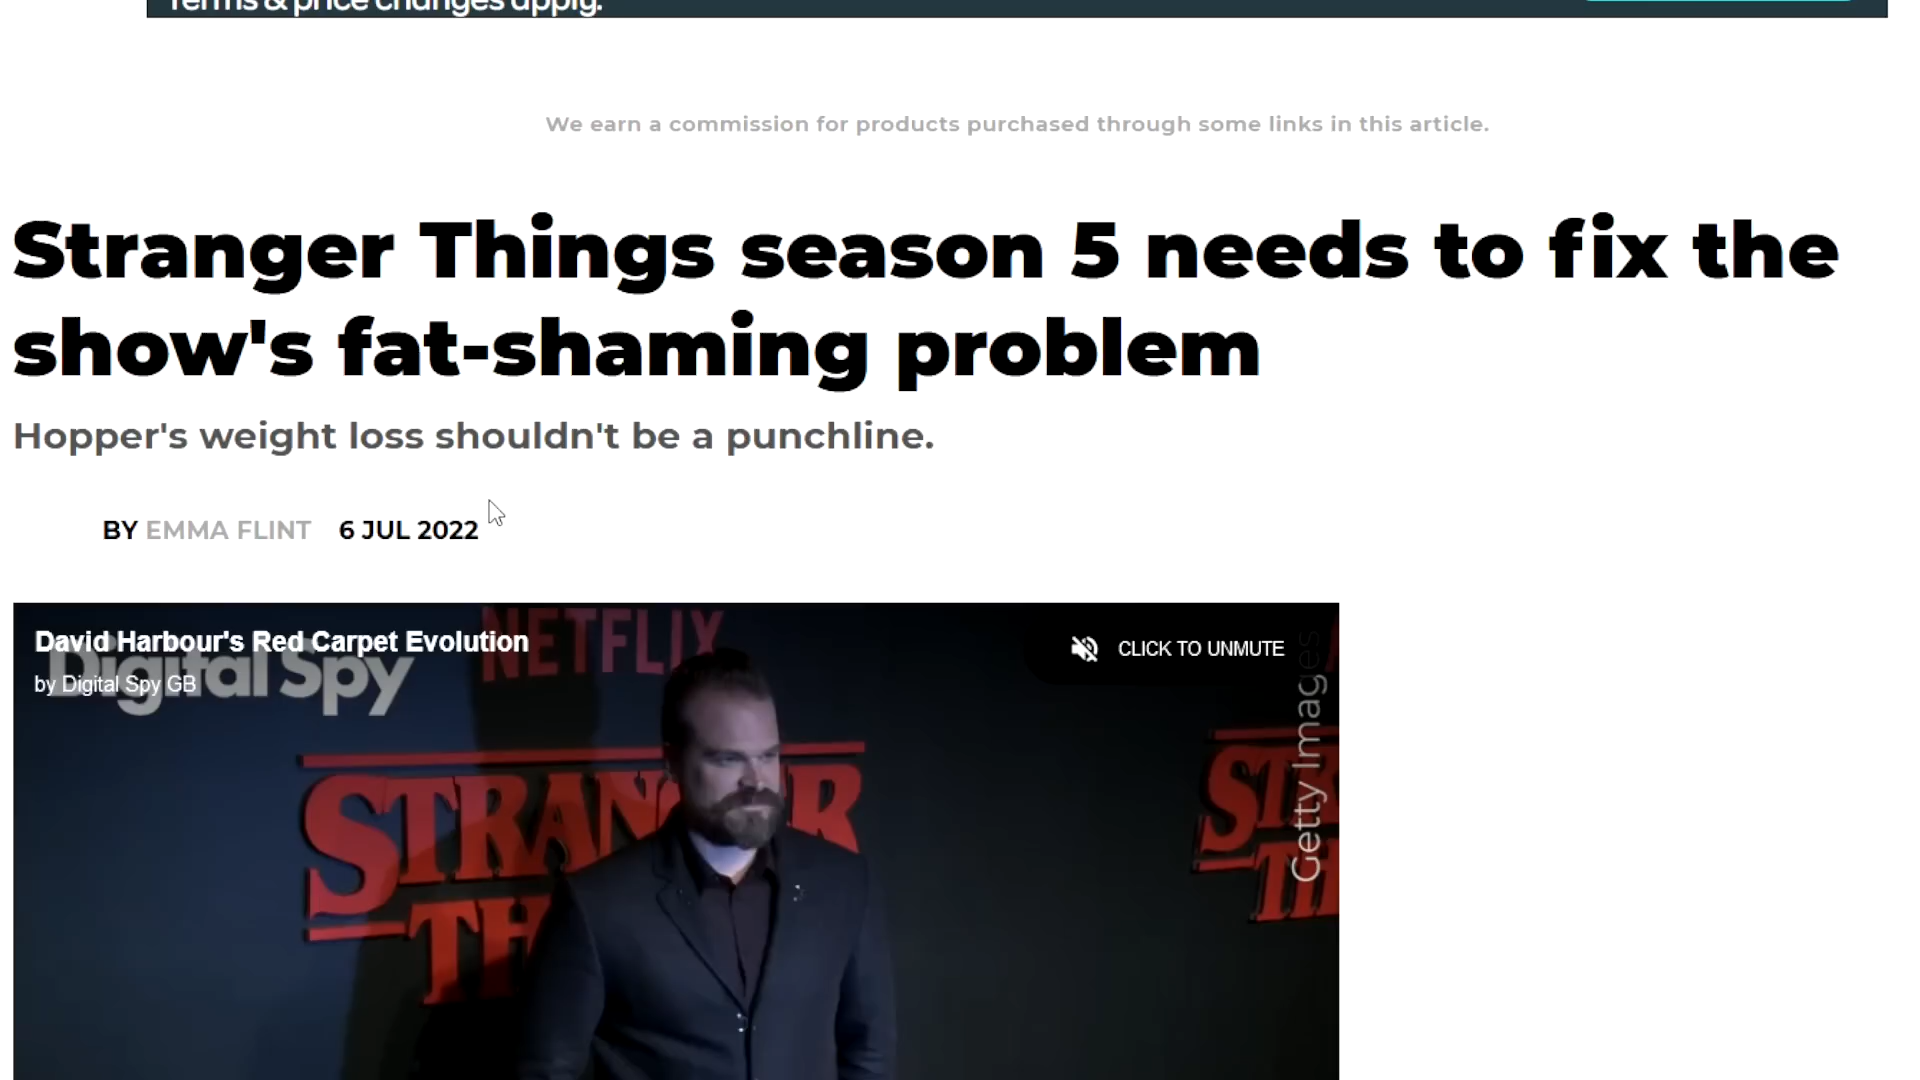 Terms & price changes apply.
We earn a commission for products purchased through some links in this article.
Stranger Things season 5 needs to fix the
show's fat-shaming problem
Hopper's weight loss shouldn't be a punchline.
BY EMMA FLINT 6 JUL 2022
David Harbour's Red Carpet Evolution
by Digital Spy GB
Digital Spy
NETFLIX
CLICK TO UNMUTE
Getty Images
STRANGER
TH
STR
TH